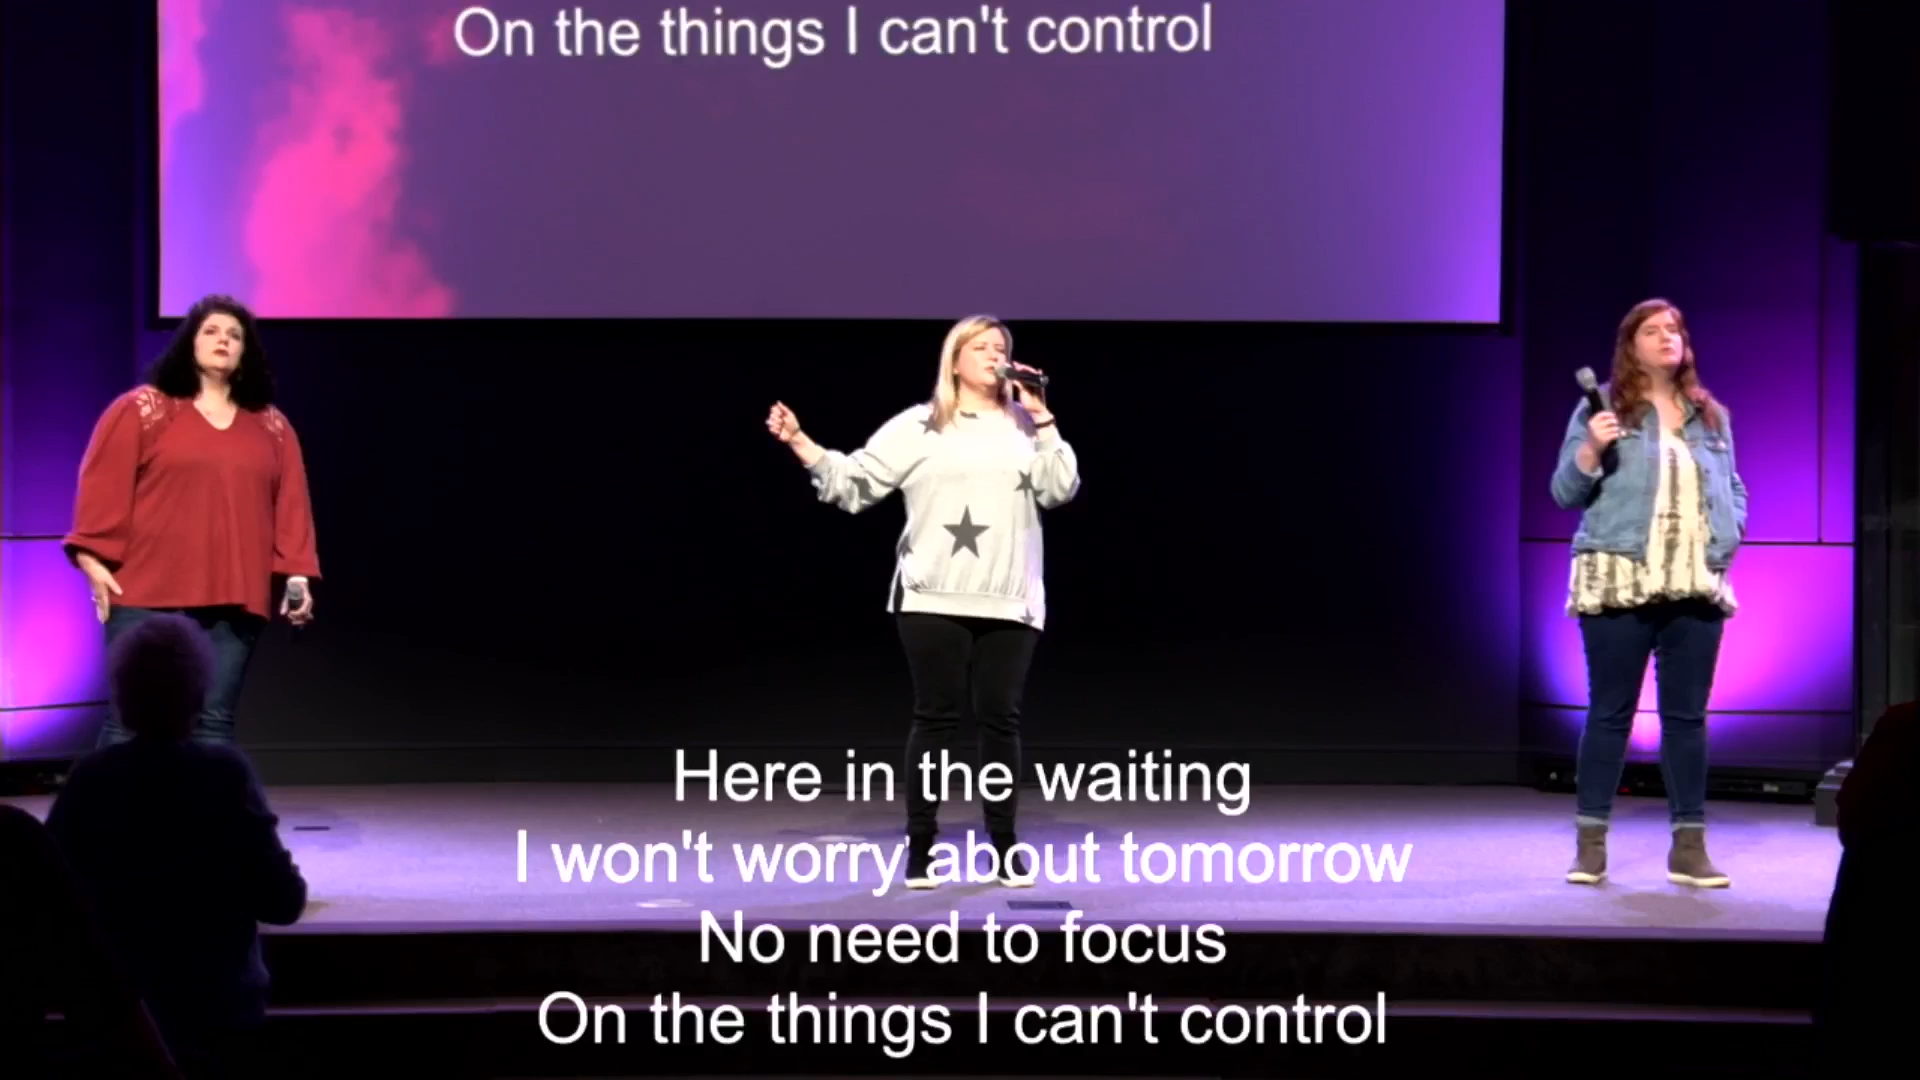 On the things I can't control
Here in the waiting
I won't worry about tomorrow
No need to focus
On the things I can't control